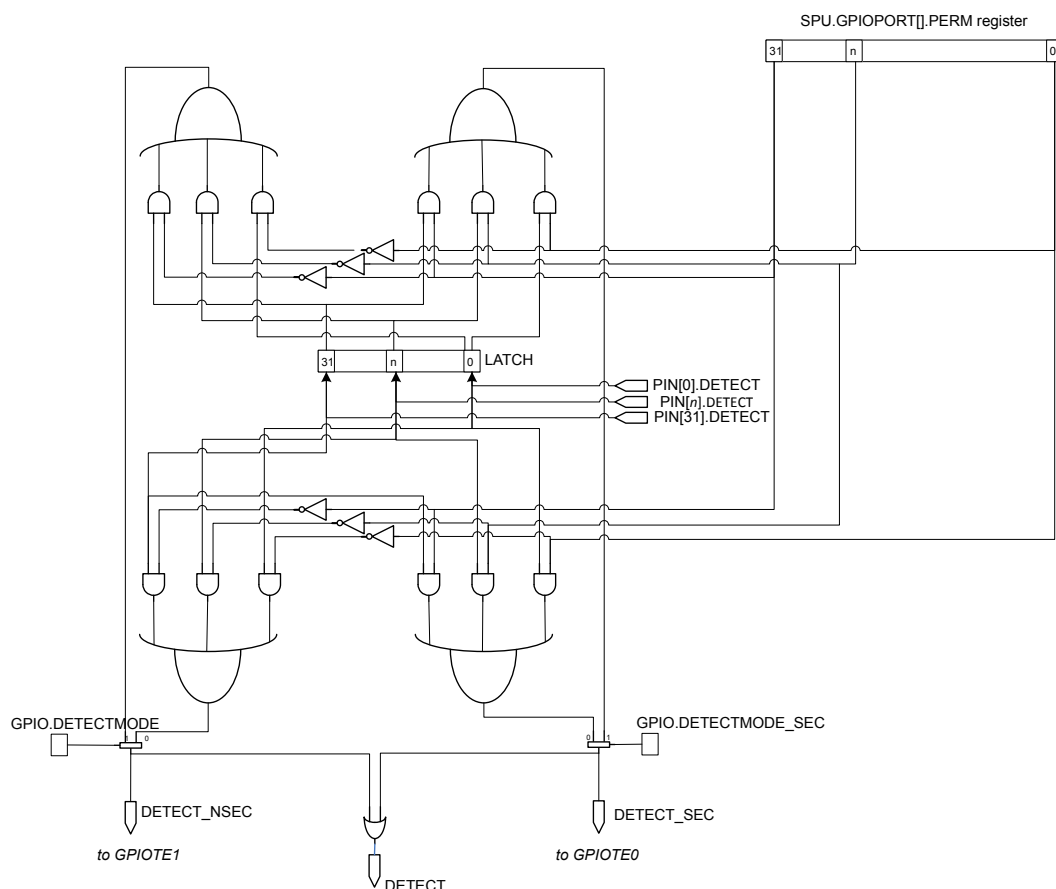 SPU.GPIOPORT[].PERM register
31 n 0
31 n 0 LATCH
PIN[0].DETECT
PIN[n].DETECT
PIN[31].DETECT
GPIO.DETECTMODE
1 0
0 1
GPIO.DETECTMODE_SEC
DETECT_NSEC
DETECT_SEC
to GPIOTE1
to GPIOTE0
DETECT